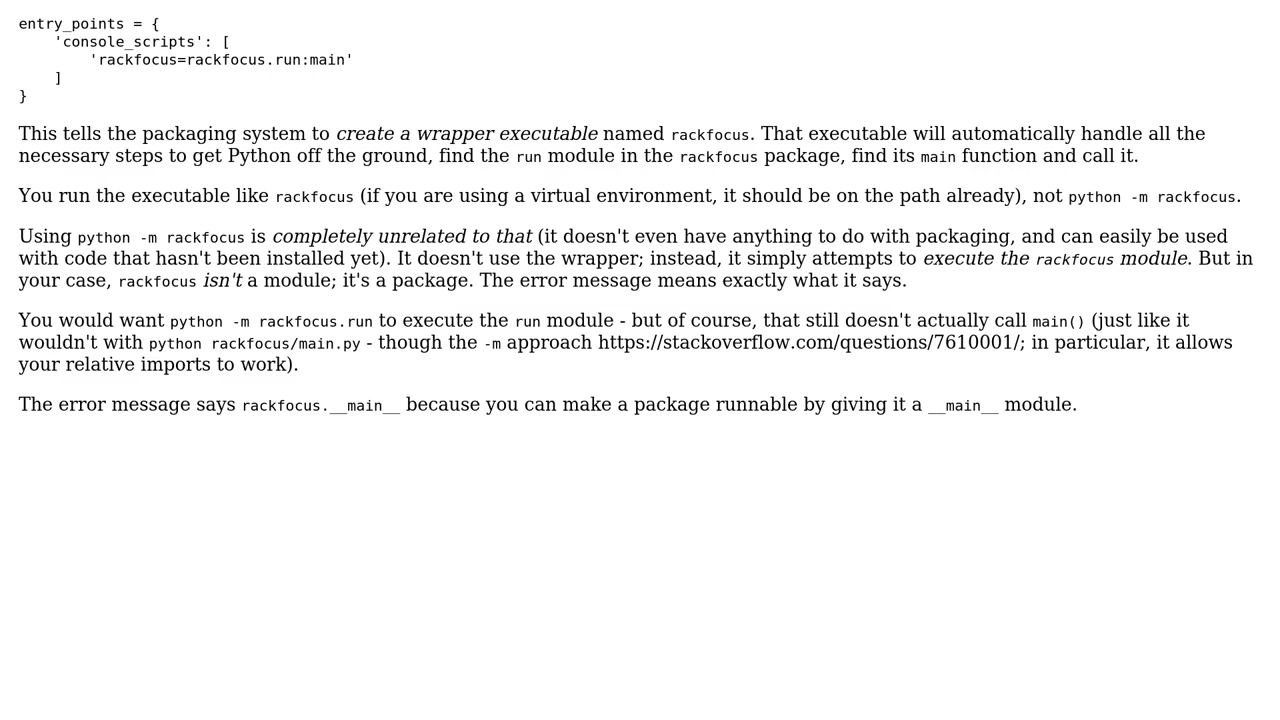 entry_points = {
    'console_scripts': [
        'rackfocus=rackfocus.run:main'
    ]
}
This tells the packaging system to create a wrapper executable named rackfocus. That executable will automatically handle all the
necessary steps to get Python off the ground, find the run module in the rackfocus package, find its main function and call it.
You run the executable like rackfocus (if you are using a virtual environment, it should be on the path already), not python -m rackfocus.
Using python -m rackfocus is completely unrelated to that (it doesn't even have anything to do with packaging, and can easily be used
with code that hasn't been installed yet). It doesn't use the wrapper; instead, it simply attempts to execute the rackfocus module. But in
your case, rackfocus isn't a module; it's a package. The error message means exactly what it says.
You would want python -m rackfocus.run to execute the run module - but of course, that still doesn't actually call main() (just like it
wouldn't with python rackfocus/main.py - though the -m approach https://stackoverflow.com/questions/7610001/; in particular, it allows
your relative imports to work).
The error message says rackfocus.__main__ because you can make a package runnable by giving it a __main__ module.